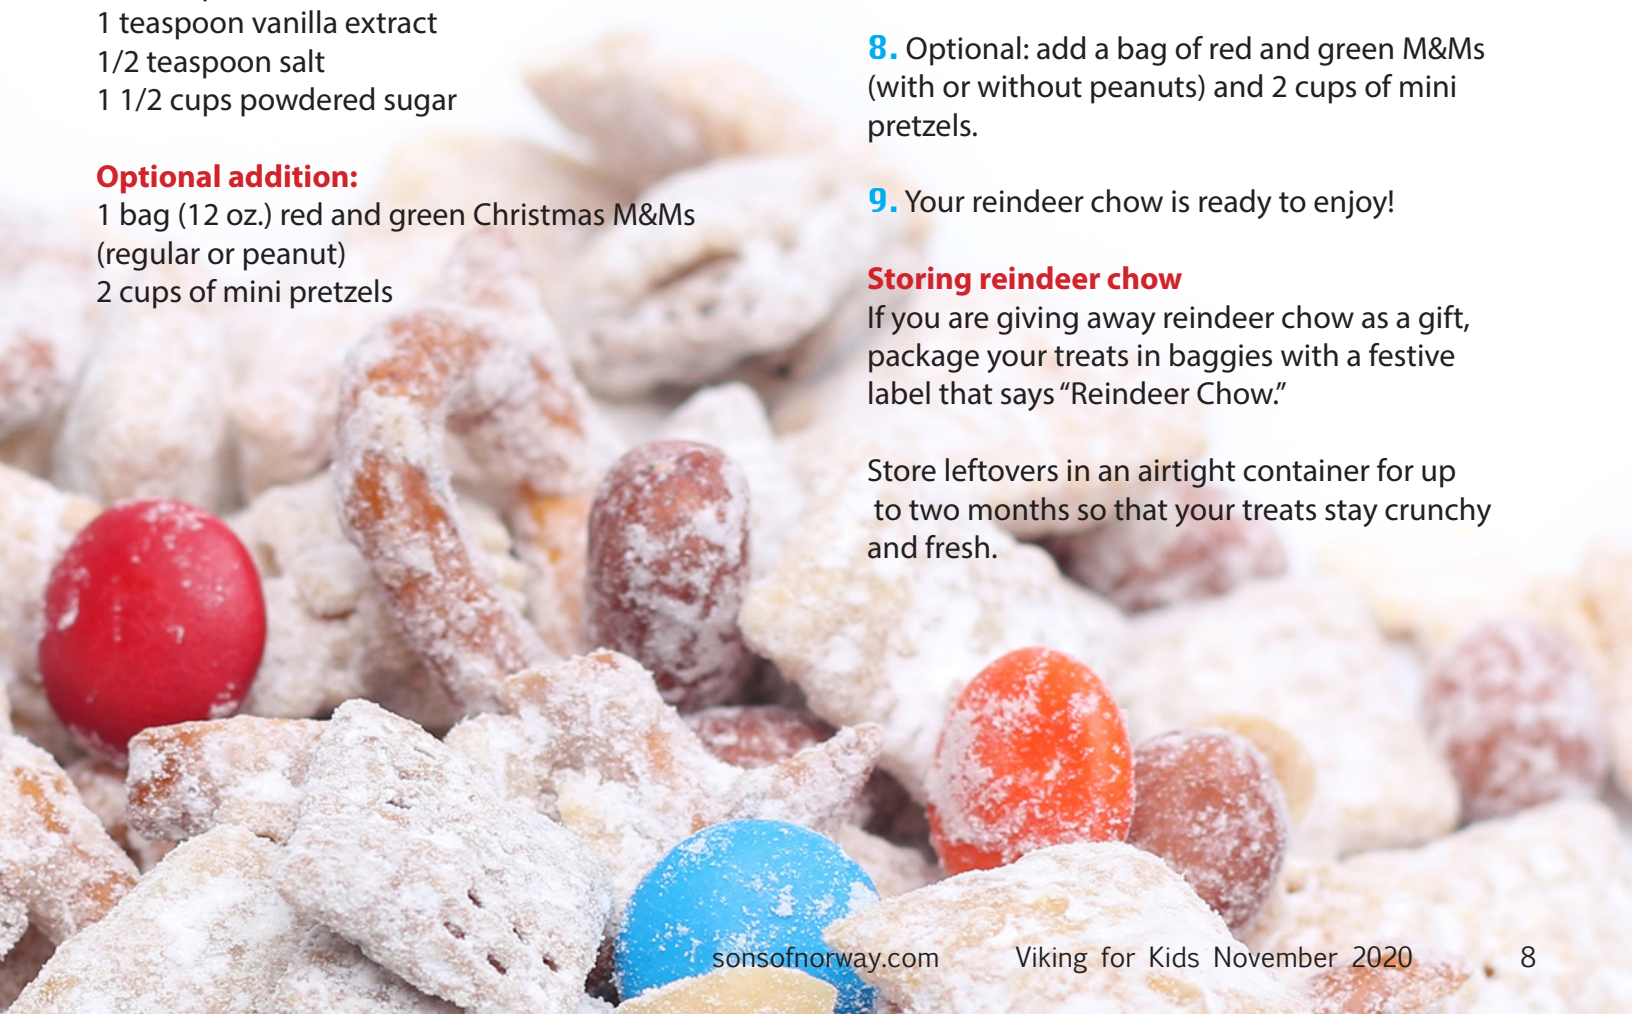 1 teaspoon vanilla extract
1/2 teaspoon salt
1 1/2 cups powdered sugar
Optional addition:
1 bag (12 oz.) red and green Christmas M&Ms
(regular or peanut)
2 cups of mini pretzels
8. Optional: add a bag of red and green M&Ms
(with or without peanuts) and 2 cups of mini
pretzels.
9. Your reindeer chow is ready to enjoy!
Storing reindeer chow
If you are giving away reindeer chow as a gift,
package your treats in baggies with a festive
label that says “Reindeer Chow.”
Store leftovers in an airtight container for up
to two months so that your treats stay crunchy
and fresh.
sonsofnorway.com Viking for Kids November 2020 8